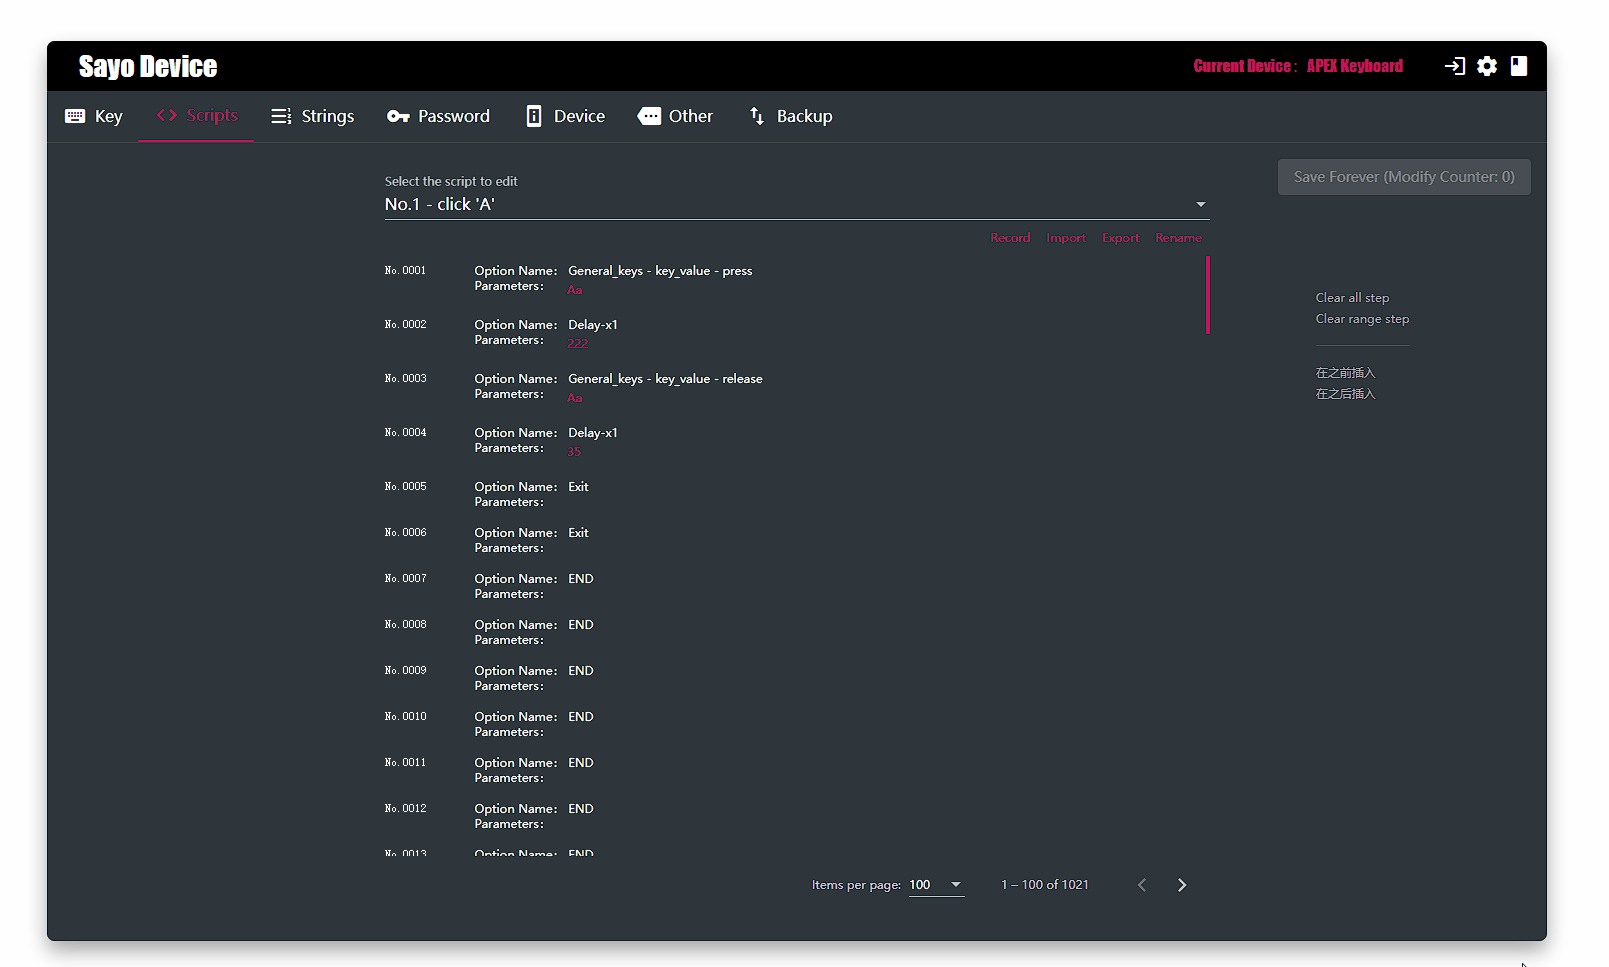 Sayo Device
Current Device： APEX Keyboard
Key Scripts Strings Password Device Other Backup
Save Forever (Modify Counter: 0)
Select the script to edit
No.1 - click 'A'
Record Import Export Rename
No.0001 Option Name: General_keys - key_value - press
Parameters: Aa
No.0002 Option Name: Delay-x1
Parameters: 222
No.0003 Option Name: General_keys - key_value - release
Parameters: Aa
No.0004 Option Name: Delay-x1
Parameters: 35
No.0005 Option Name: Exit
Parameters:
No.0006 Option Name: Exit
Parameters:
No.0007 Option Name: END
Parameters:
No.0008 Option Name: END
Parameters:
No.0009 Option Name: END
Parameters:
No.0010 Option Name: END
Parameters:
No.0011 Option Name: END
Parameters:
No.0012 Option Name: END
Parameters:
No.0013 Option Name: END
Clear all step
Clear range step
在之前插入
在之后插入
Items per page: 100 1 – 100 of 1021